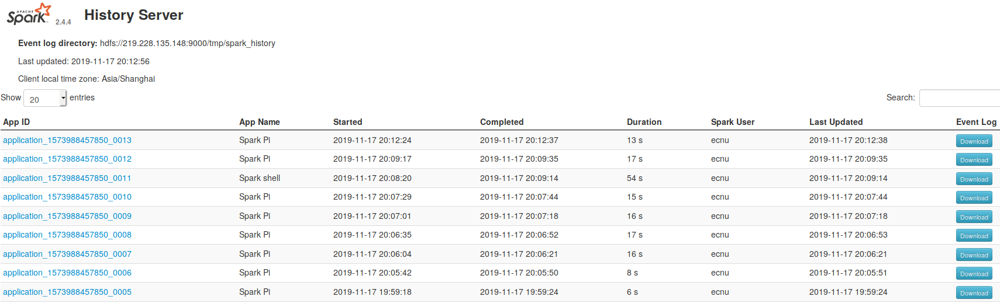 APACHE
Spark 2.4.4 History Server
Event log directory: hdfs://219.228.135.148:9000/tmp/spark_history
Last updated: 2019-11-17 20:12:56
Client local time zone: Asia/Shanghai
Show 20 entries Search:
App ID App Name Started Completed Duration Spark User Last Updated Event Log
application_1573988457850_0013 Spark Pi 2019-11-17 20:12:24 2019-11-17 20:12:37 13 s ecnu 2019-11-17 20:12:38 Download
application_1573988457850_0012 Spark Pi 2019-11-17 20:09:17 2019-11-17 20:09:35 17 s ecnu 2019-11-17 20:09:35 Download
application_1573988457850_0011 Spark shell 2019-11-17 20:08:20 2019-11-17 20:09:14 54 s ecnu 2019-11-17 20:09:14 Download
application_1573988457850_0010 Spark Pi 2019-11-17 20:07:29 2019-11-17 20:07:44 15 s ecnu 2019-11-17 20:07:44 Download
application_1573988457850_0009 Spark Pi 2019-11-17 20:07:01 2019-11-17 20:07:18 16 s ecnu 2019-11-17 20:07:18 Download
application_1573988457850_0008 Spark Pi 2019-11-17 20:06:35 2019-11-17 20:06:52 17 s ecnu 2019-11-17 20:06:53 Download
application_1573988457850_0007 Spark Pi 2019-11-17 20:06:04 2019-11-17 20:06:21 16 s ecnu 2019-11-17 20:06:21 Download
application_1573988457850_0006 Spark Pi 2019-11-17 20:05:42 2019-11-17 20:05:50 8 s ecnu 2019-11-17 20:05:51 Download
application_1573988457850_0005 Spark Pi 2019-11-17 19:59:18 2019-11-17 19:59:24 6 s ecnu 2019-11-17 19:59:24 Download